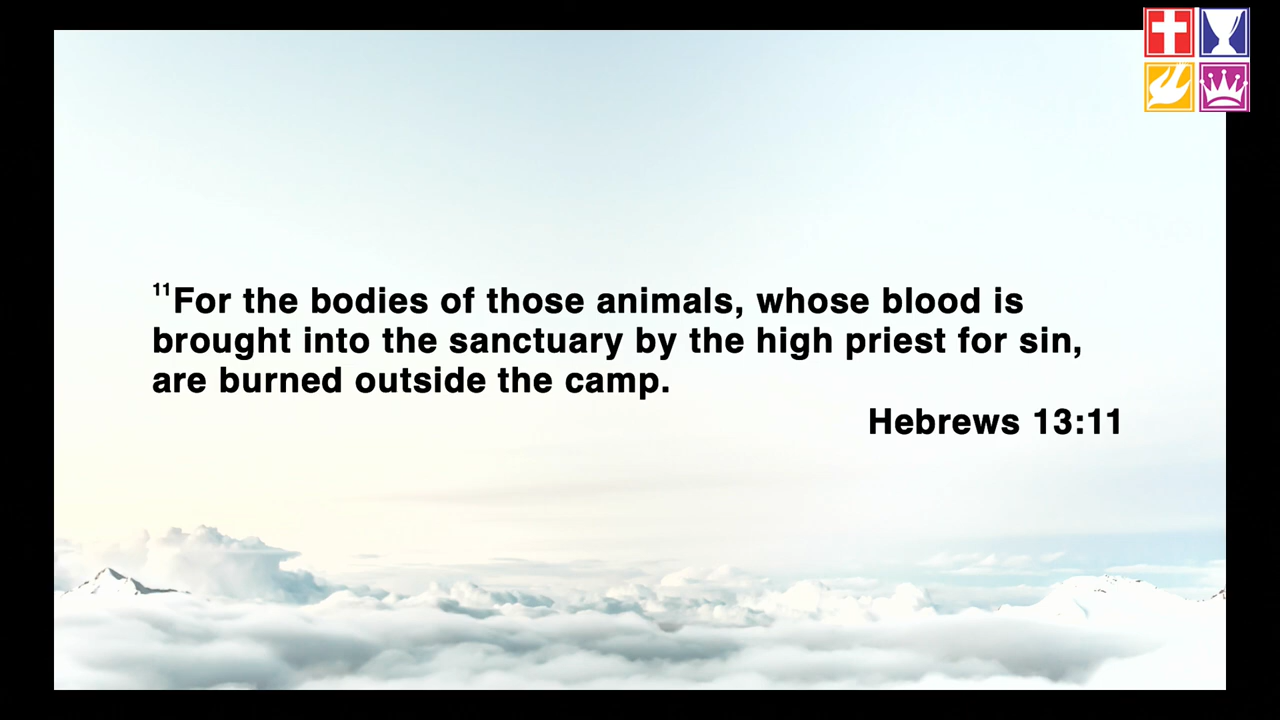 ¹¹For the bodies of those animals, whose blood is
brought into the sanctuary by the high priest for sin,
are burned outside the camp.
Hebrews 13:11